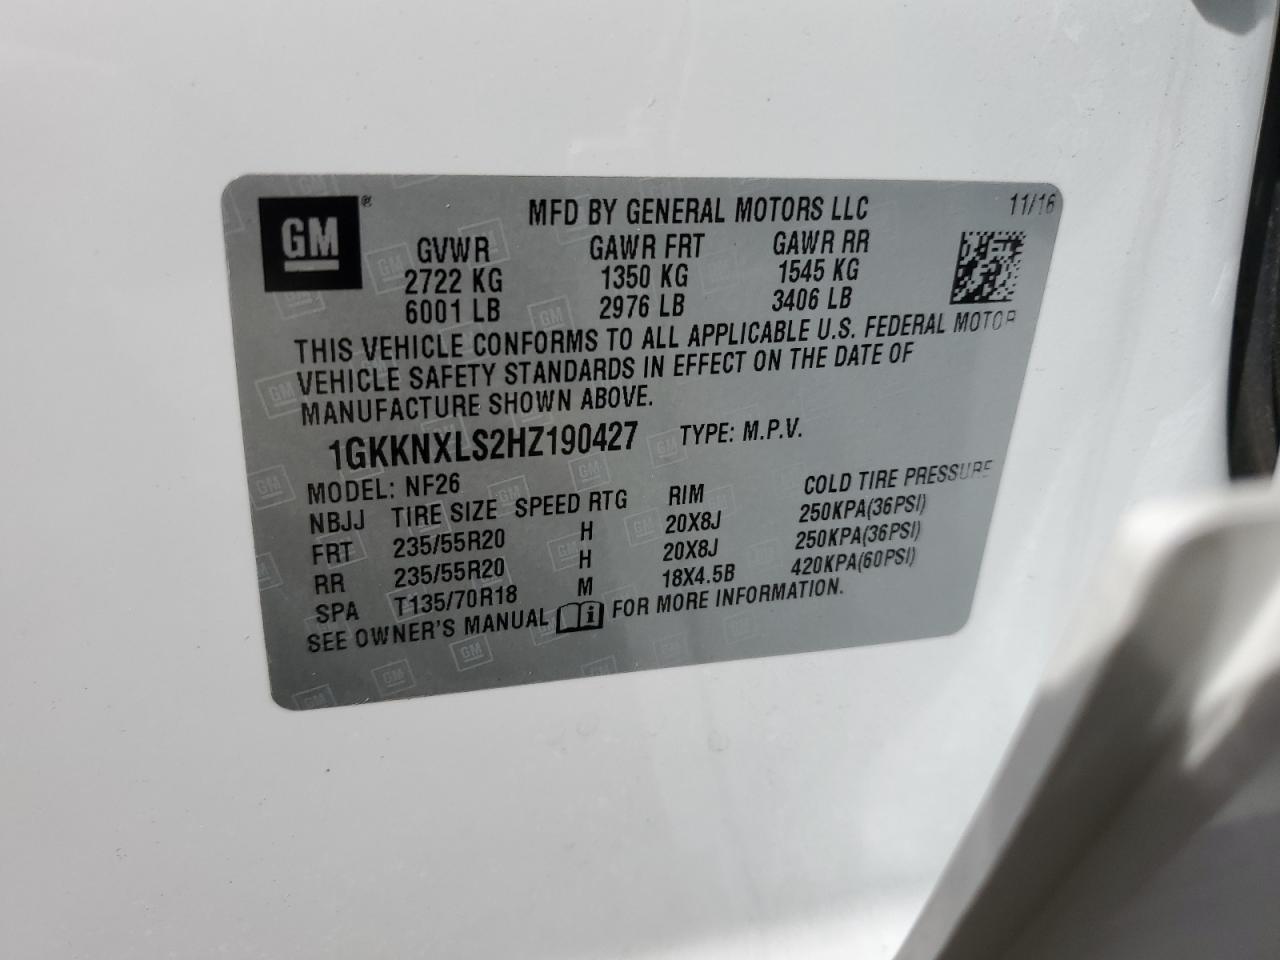 GM®
MFD BY GENERAL MOTORS LLC 11/16
GVWR GAWR FRT GAWR RR
2722 KG 1350 KG 1545 KG
6001 LB 2976 LB 3406 LB
THIS VEHICLE CONFORMS TO ALL APPLICABLE U.S. FEDERAL MOTOR
VEHICLE SAFETY STANDARDS IN EFFECT ON THE DATE OF
MANUFACTURE SHOWN ABOVE.
1GKKNXLS2HZ190427 TYPE: M.P.V.
MODEL: NF26
NBJJ TIRE SIZE SPEED RTG RIM COLD TIRE PRESSURE
FRT 235/55R20 H 20X8J 250KPA(36PSI)
RR 235/55R20 H 20X8J 250KPA(36PSI)
SPA T135/70R18 M 18X4.5B 420KPA(60PSI)
SEE OWNER'S MANUAL i FOR MORE INFORMATION.